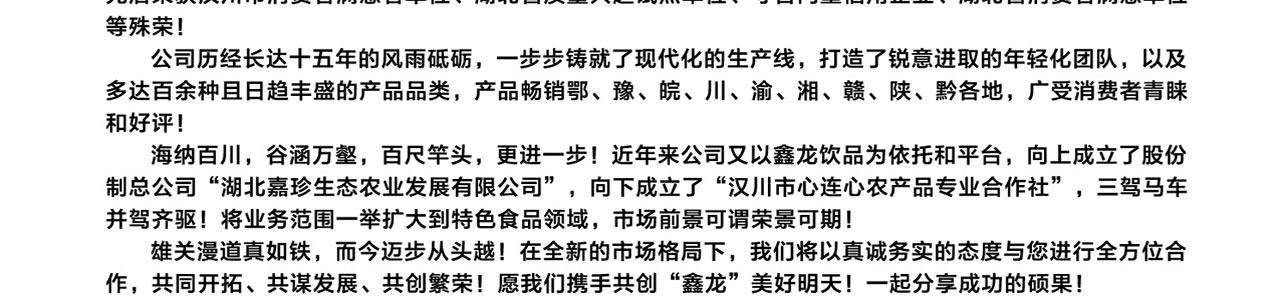 等殊荣！
公司历经长达十五年的风雨砥砺，一步步铸就了现代化的生产线，打造了锐意进取的年轻化团队，以及
多达百余种且日趋丰盛的产品品类，产品畅销鄂、豫、皖、川、渝、湘、赣、陕、黔各地，广受消费者青睐
和好评！
海纳百川，谷涵万壑，百尺竿头，更进一步！近年来公司又以鑫龙饮品为依托和平台，向上成立了股份
制总公司“湖北嘉珍生态农业发展有限公司”，向下成立了“汉川市心连心农产品专业合作社”，三驾马车
并驾齐驱！将业务范围一举扩大到特色食品领域，市场前景可谓荣景可期！
雄关漫道真如铁，而今迈步从头越！在全新的市场格局下，我们将以真诚务实的态度与您进行全方位合
作，共同开拓、共谋发展、共创繁荣！愿我们携手共创“鑫龙”美好明天！一起分享成功的硕果！